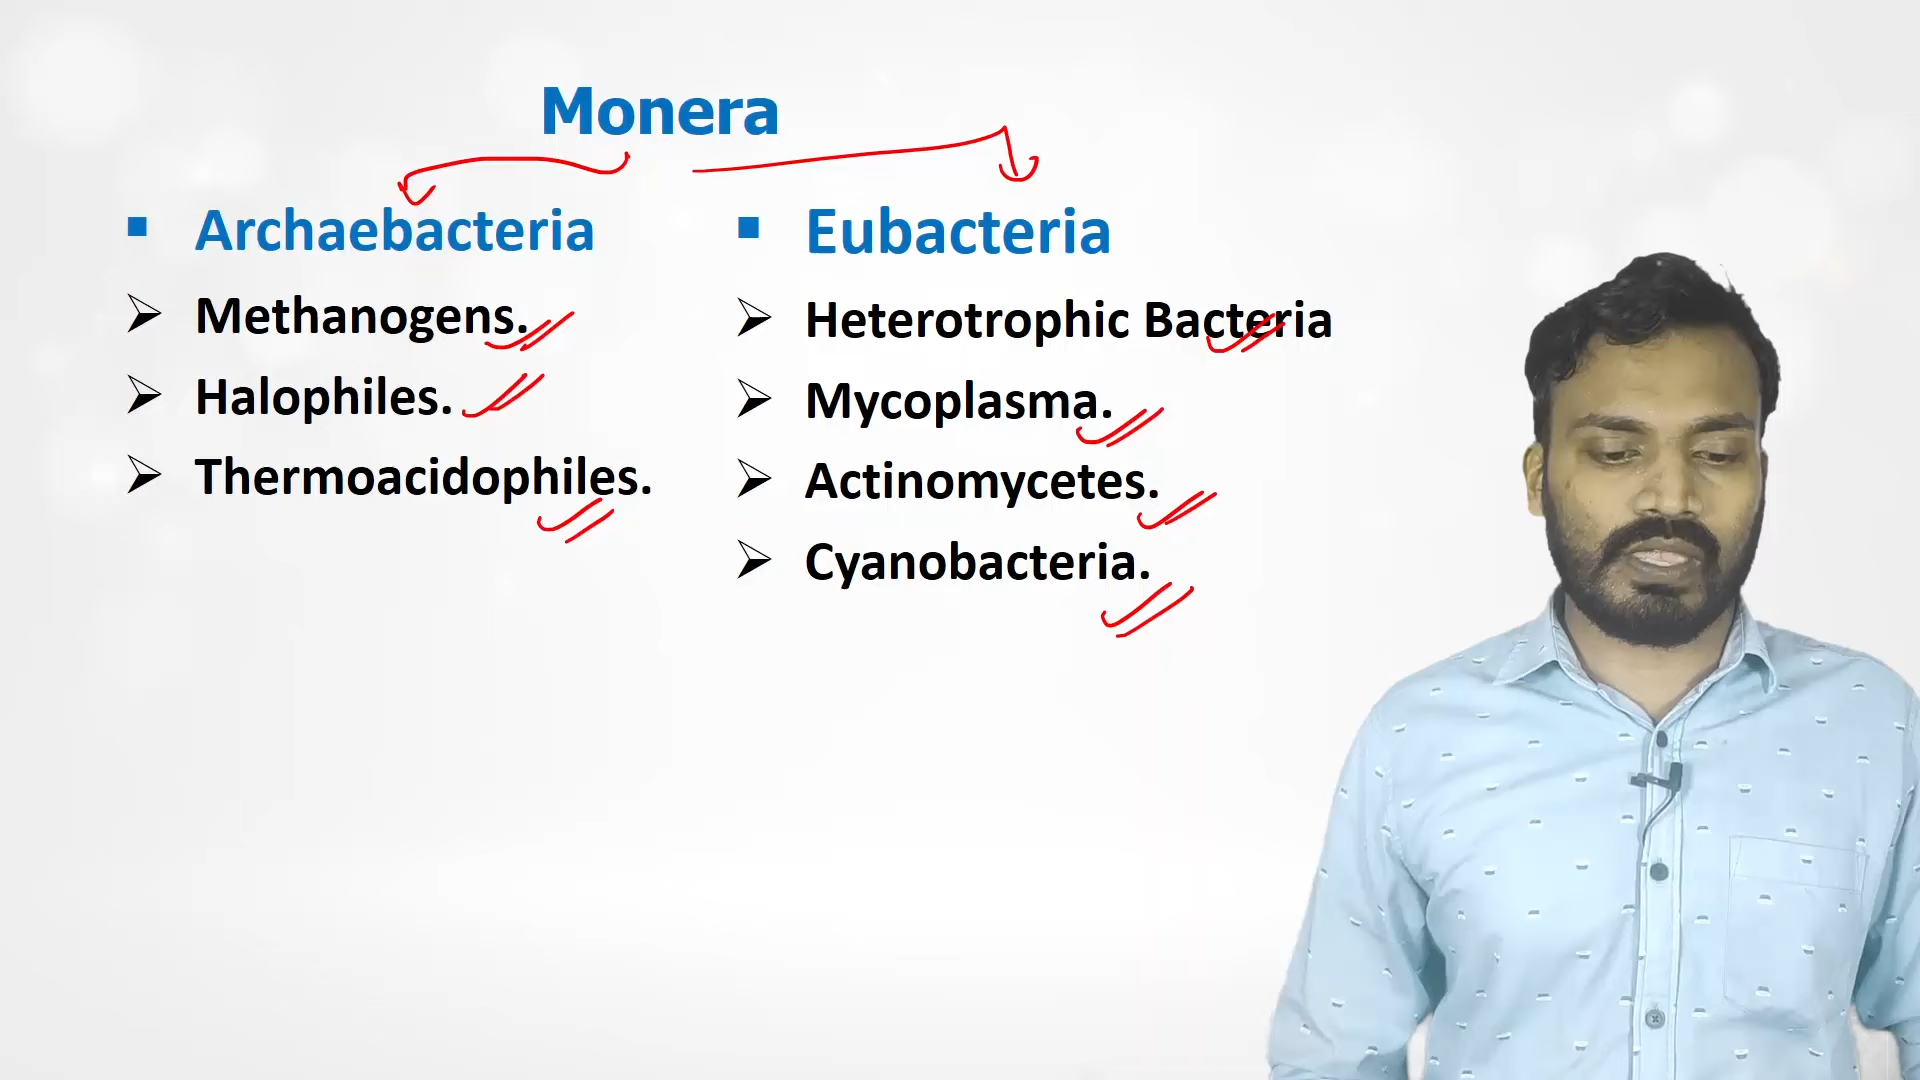 Monera
Archaebacteria
Methanogens.
Halophiles.
Thermoacidophiles.
Eubacteria
Heterotrophic Bacteria
Mycoplasma.
Actinomycetes.
Cyanobacteria.